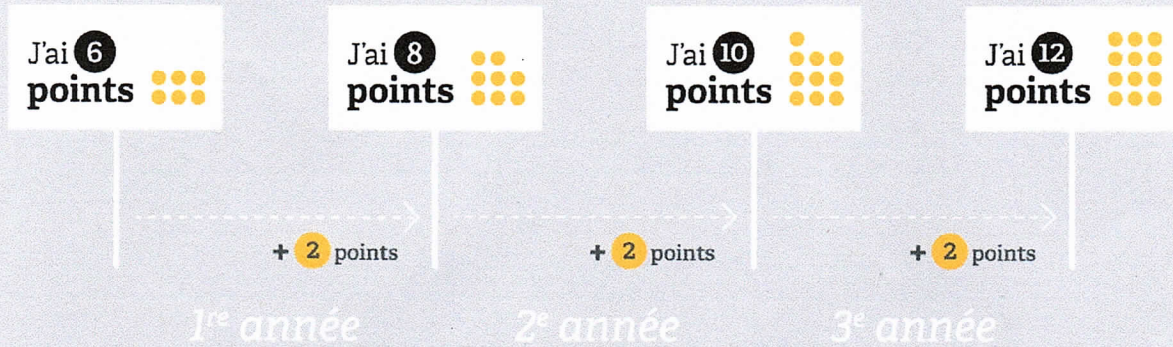 J'ai 6
points
J'ai 8
points
J'ai 10
points
J'ai 12
points
+ 2 points
+ 2 points
+ 2 points
1re année
2e année
3e année